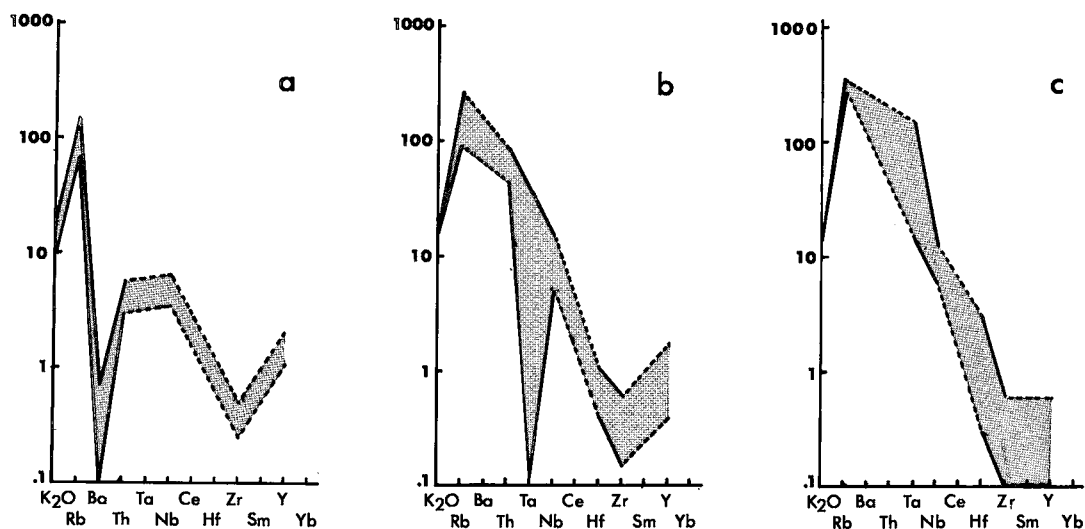 1000
100
10
1
.1
a
K2O Ba Ta Ce Zr Y
Rb Th Nb Hf Sm Yb
1000
100
10
1
.1
b
K2O Ba Ta Ce Zr Y
Rb Th Nb Hf Sm Yb
1000
100
10
1
.1
c
K2O Ba Ta Ce Zr Y
Rb Th Nb Hf Sm Yb